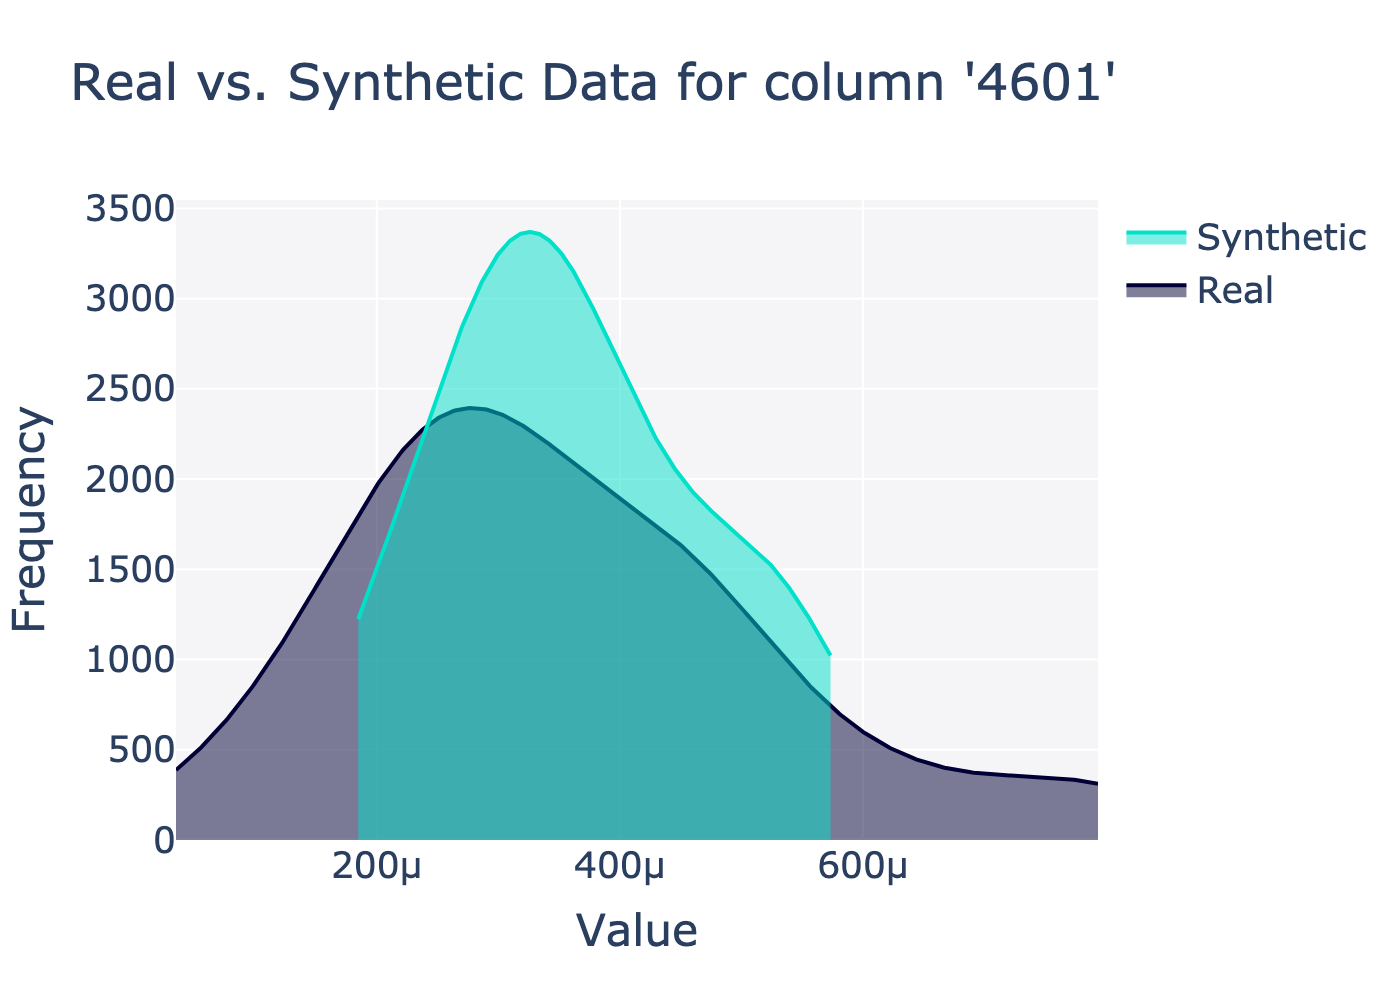 Real vs. Synthetic Data for column '4601'
3500
3000
2500
2000
1500
1000
500
0
200μ
400μ
600μ
Frequency
Value
Synthetic
Real